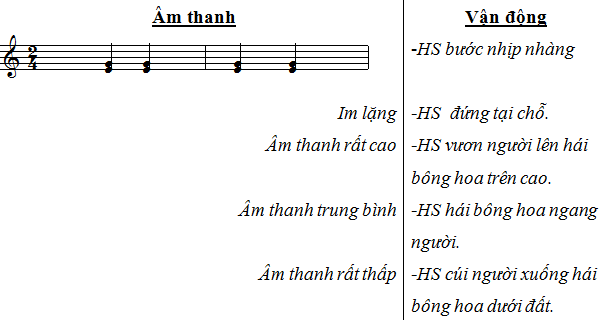 Âm thanh Vận động
2
4
-HS bước nhịp nhàng
Im lặng -HS đứng tại chỗ.
Âm thanh rất cao -HS vươn người lên hái
bông hoa trên cao.
Âm thanh trung bình -HS hái bông hoa ngang
người.
Âm thanh rất thấp -HS cúi người xuống hái
bông hoa dưới đất.